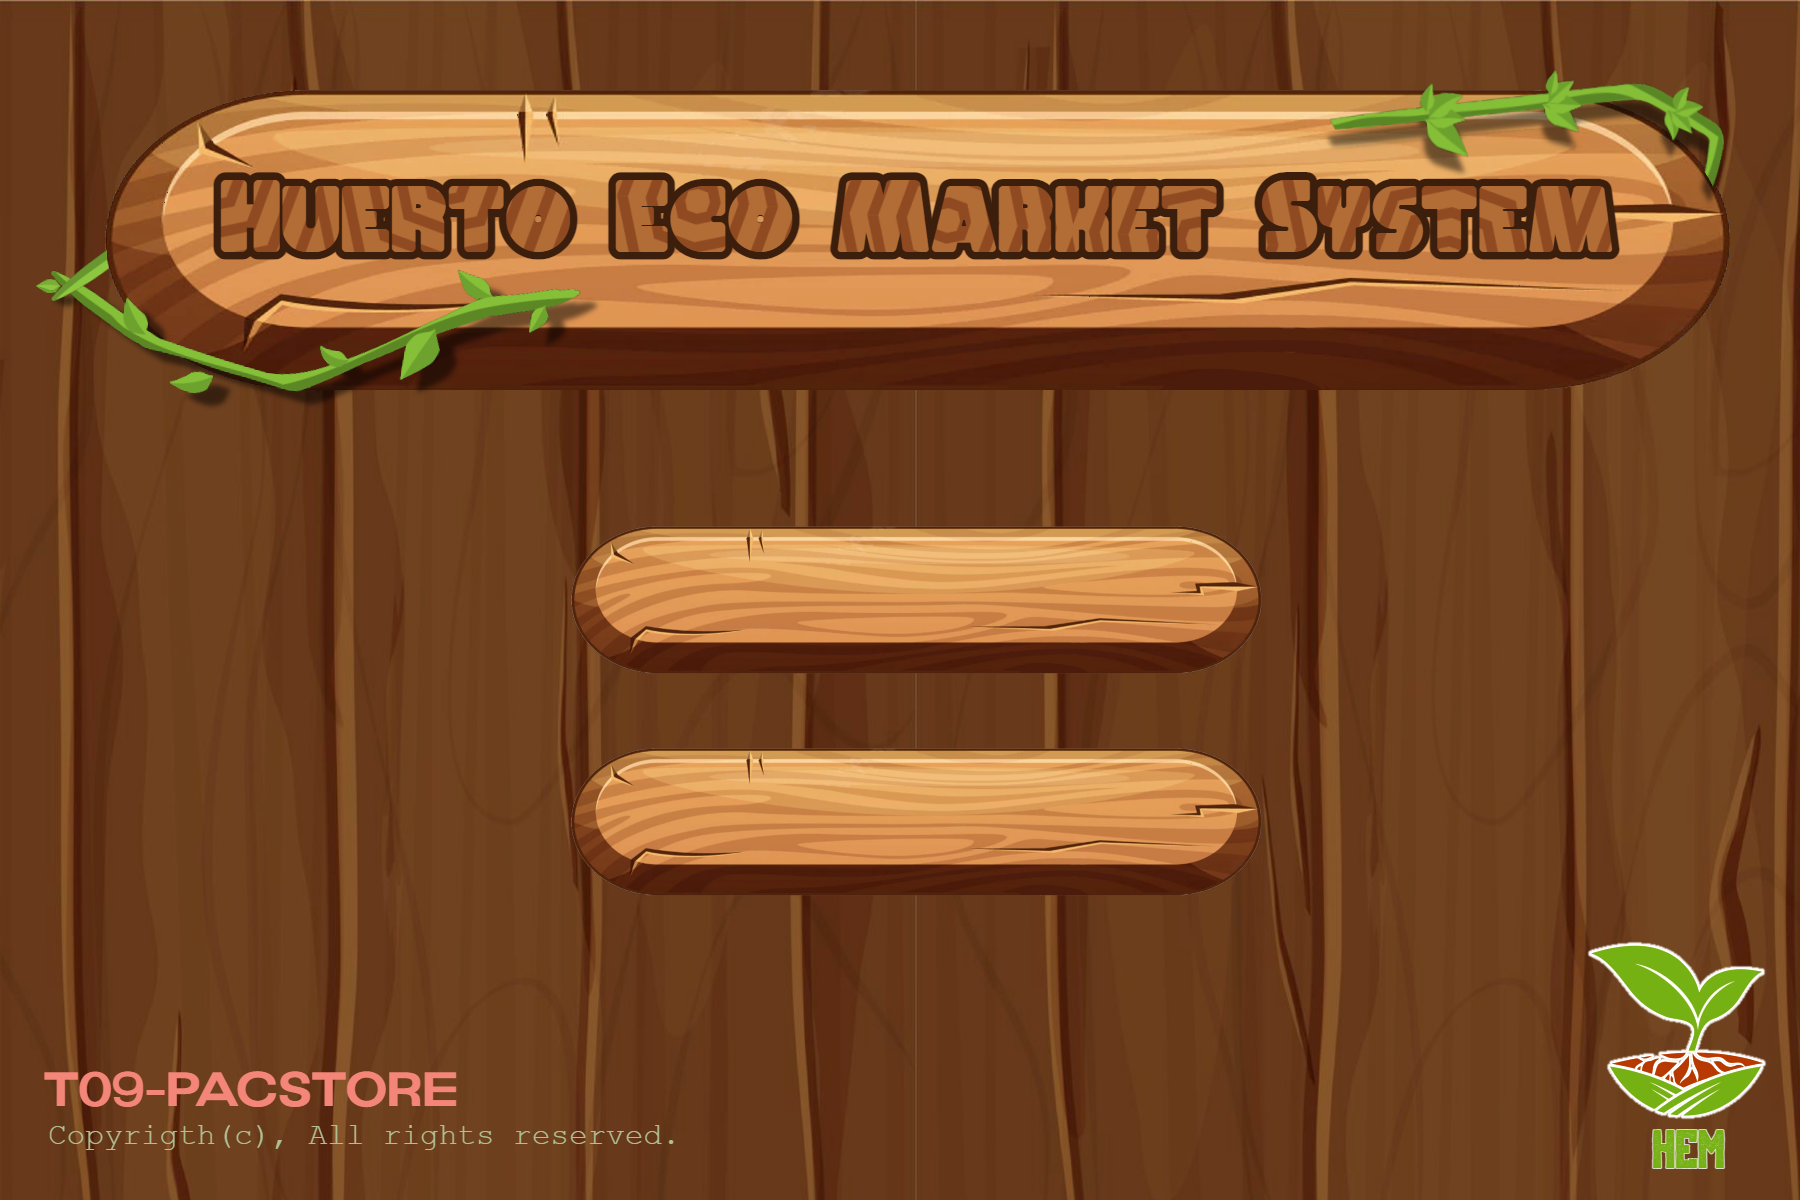 Huerto Eco Market System
T09-PACSTORE
Copyrigth(c), All rights reserved.
HEM